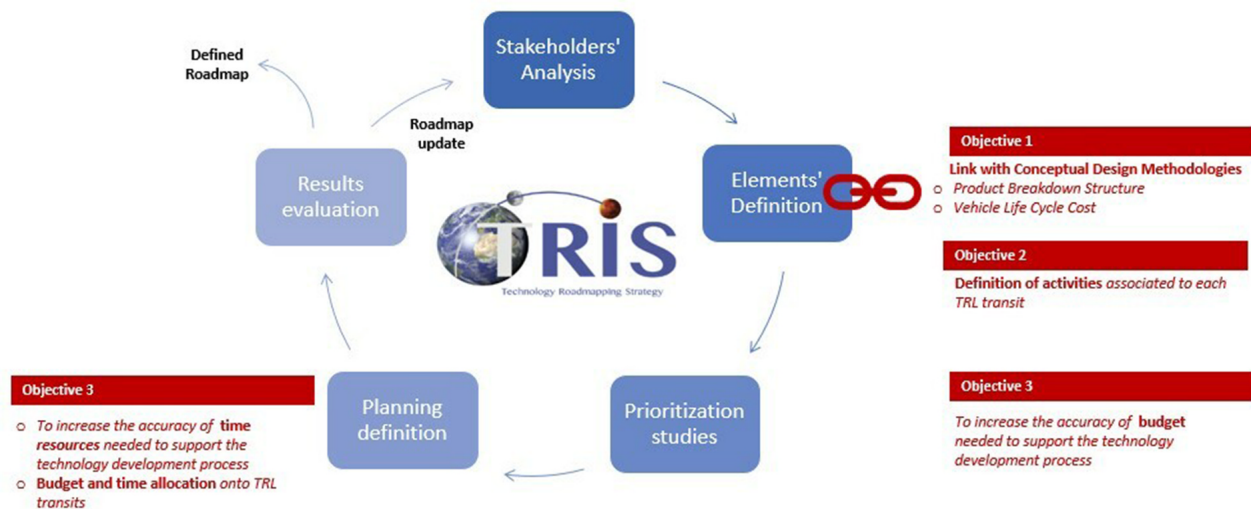 Stakeholders'
Analysis
Defined
Roadmap
Roadmap
update
Results
evaluation
Elements'
Definition
Objective 1
Link with Conceptual Design Methodologies
o Product Breakdown Structure
o Vehicle Life Cycle Cost
TRIS
Technology Roadmapping Strategy
Objective 2
Definition of activities associated to each
TRL transit
Objective 3
o To increase the accuracy of time
resources needed to support the
technology development process
o Budget and time allocation onto TRL
transits
Planning
definition
Prioritization
studies
Objective 3
To increase the accuracy of budget
needed to support the technology
development process